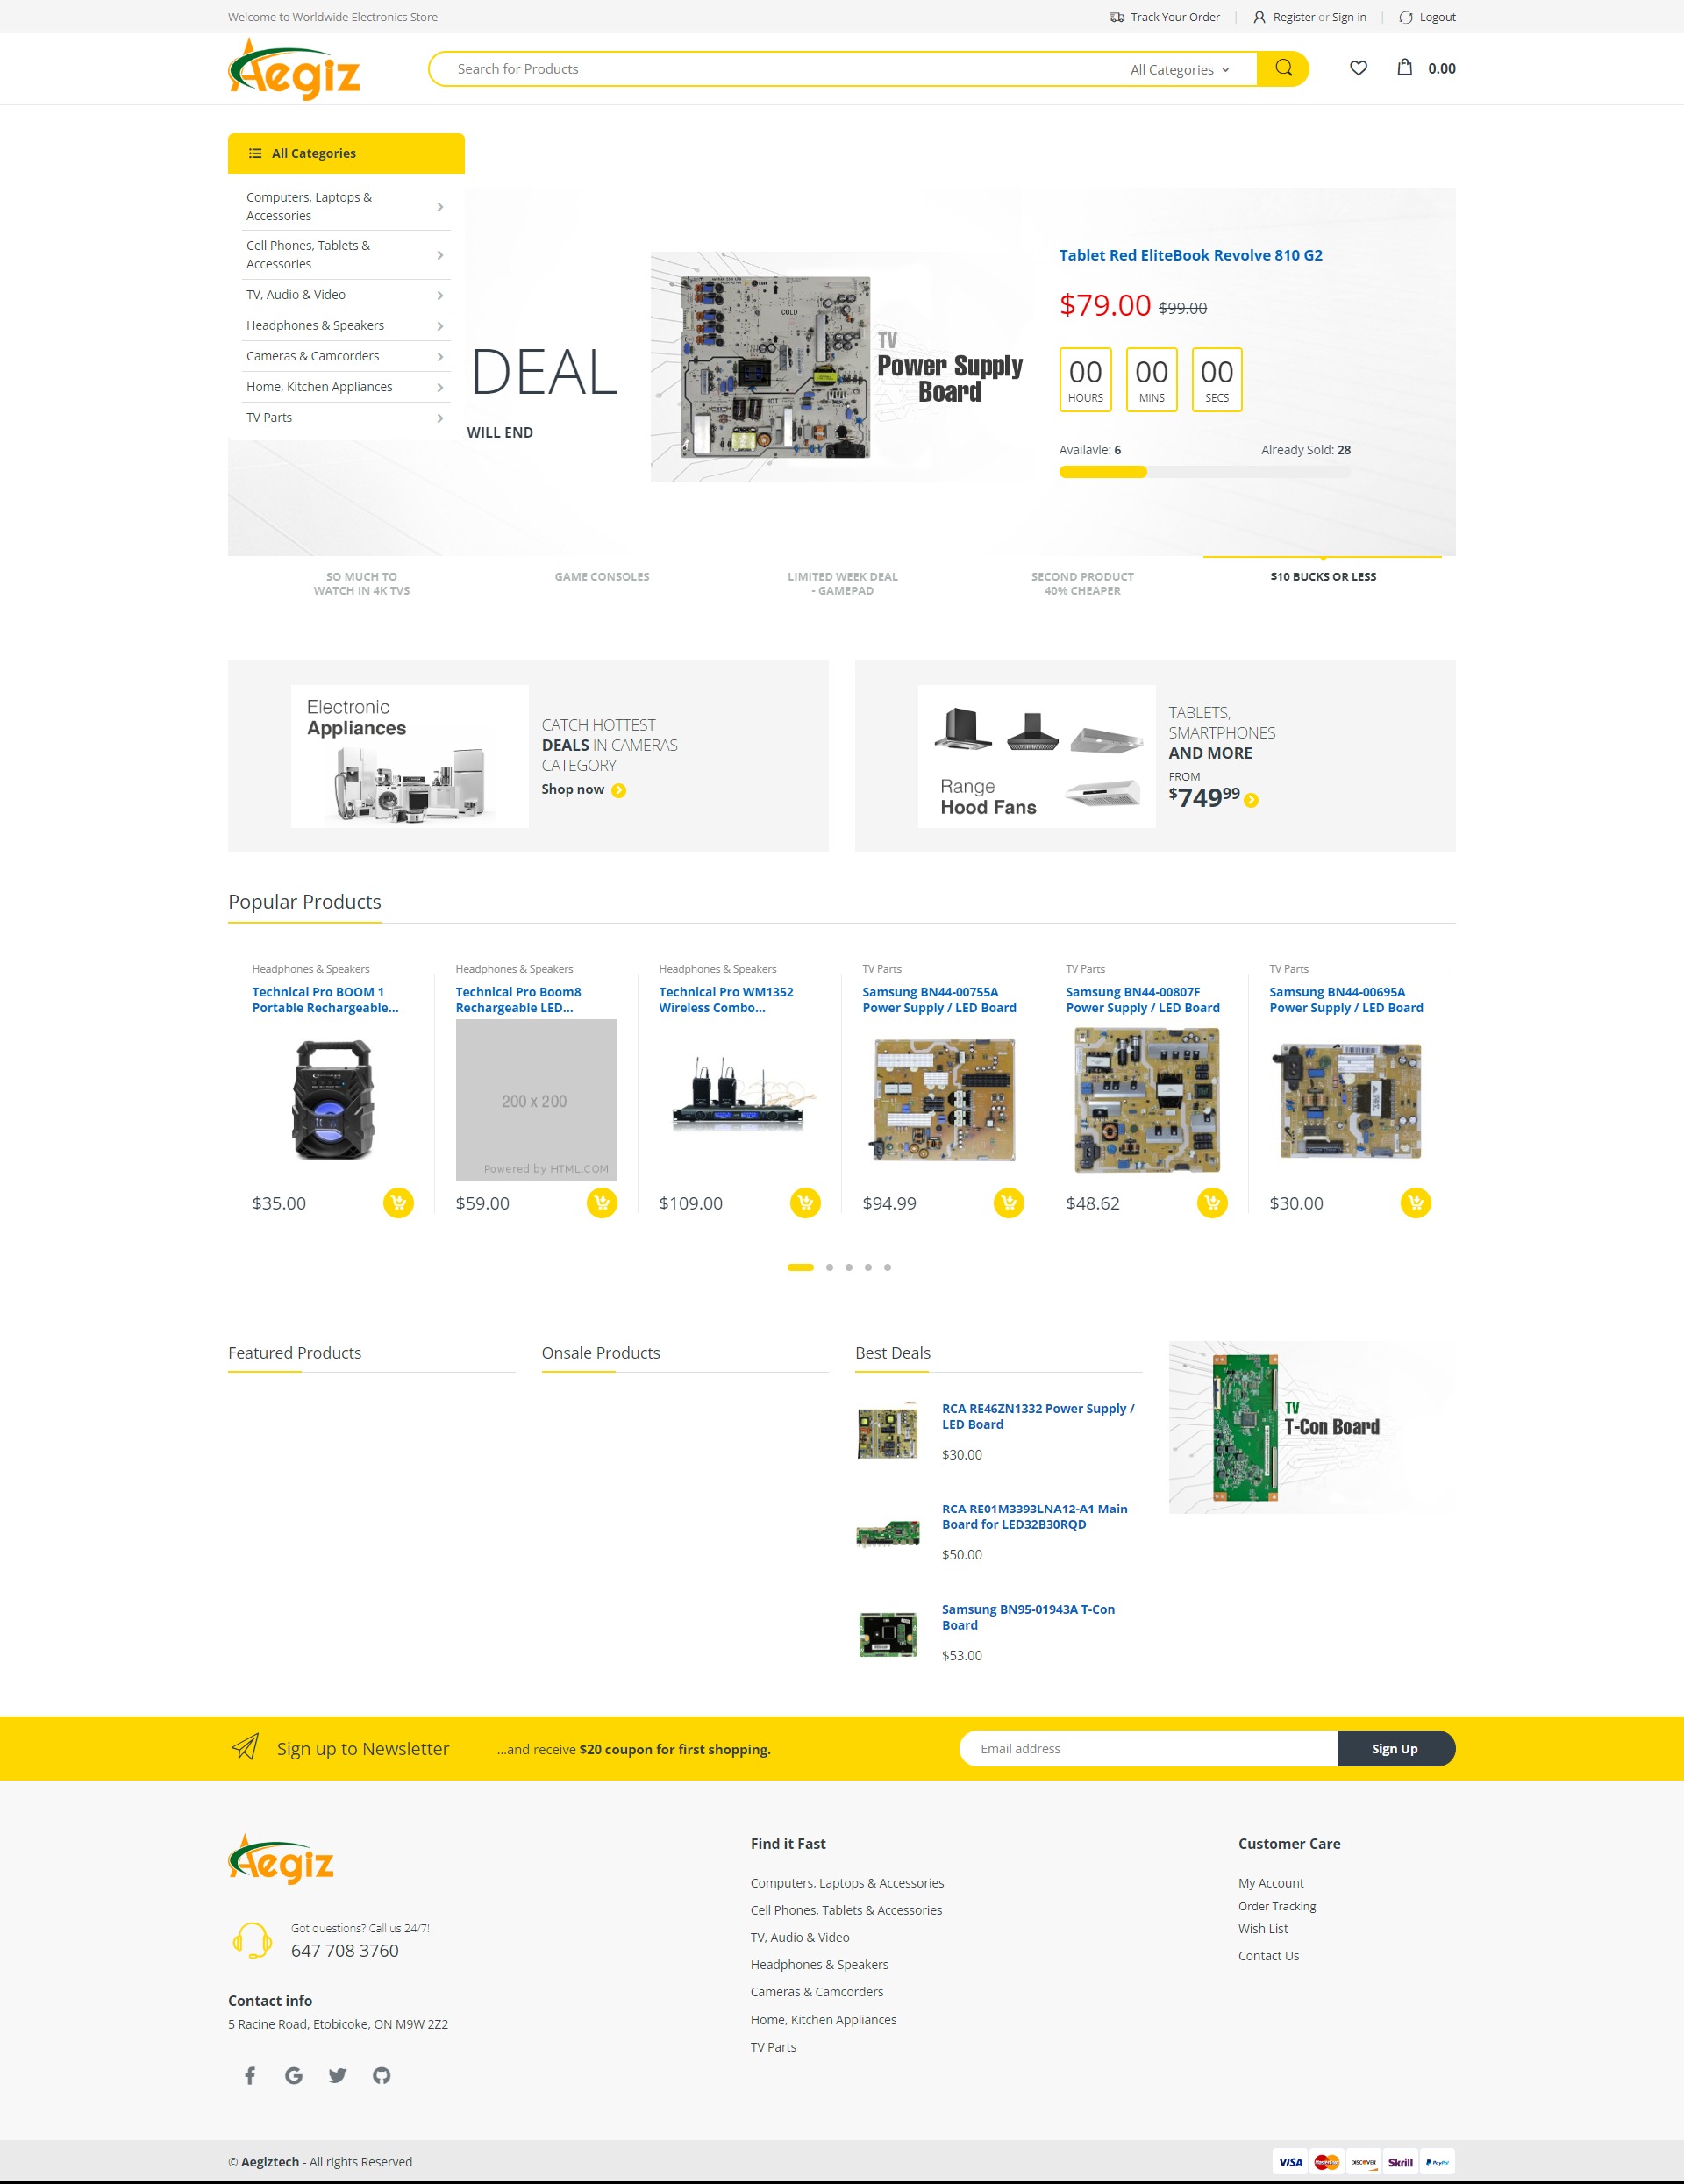 Welcome to Worldwide Electronics Store
Track Your Order
Register or Sign in
Logout
Aegiz
Search for Products
All Categories
0.00
All Categories
Computers, Laptops &
Accessories
Cell Phones, Tablets &
Accessories
TV, Audio & Video
Headphones & Speakers
Cameras & Camcorders
Home, Kitchen Appliances
TV Parts
DEAL
WILL END
COLD
HOT
TV
Power Supply
Board
Tablet Red EliteBook Revolve 810 G2
$79.00 $99.00
00 00 00
HOURS MINS SECS
Availavle: 6
Already Sold: 28
SO MUCH TO
WATCH IN 4K TVS
GAME CONSOLES
LIMITED WEEK DEAL
- GAMEPAD
SECOND PRODUCT
40% CHEAPER
$10 BUCKS OR LESS
Electronic
Appliances
CATCH HOTTEST
DEALS IN CAMERAS
CATEGORY
Shop now
Range
Hood Fans
TABLETS,
SMARTPHONES
AND MORE
FROM
$74999
Popular Products
Headphones & Speakers
Technical Pro BOOM 1
Portable Rechargeable...
$35.00
Headphones & Speakers
Technical Pro Boom8
Rechargeable LED...
200 x 200
Powered by HTML.COM
$59.00
Headphones & Speakers
Technical Pro WM1352
Wireless Combo...
$109.00
TV Parts
Samsung BN44-00755A
Power Supply / LED Board
$94.99
TV Parts
Samsung BN44-00807F
Power Supply / LED Board
$48.62
TV Parts
Samsung BN44-00695A
Power Supply / LED Board
$30.00
Featured Products
Onsale Products
Best Deals
RCA RE46ZN1332 Power Supply /
LED Board
$30.00
RCA RE01M3393LNA12-A1 Main
Board for LED32B30RQD
$50.00
Samsung BN95-01943A T-Con
Board
$53.00
TV
T-Con Board
Sign up to Newsletter
...and receive $20 coupon for first shopping.
Email address
Sign Up
Aegiz
Got questions? Call us 24/7!
647 708 3760
Contact info
5 Racine Road, Etobicoke, ON M9W 2Z2
Find it Fast
Computers, Laptops & Accessories
Cell Phones, Tablets & Accessories
TV, Audio & Video
Headphones & Speakers
Cameras & Camcorders
Home, Kitchen Appliances
TV Parts
Customer Care
My Account
Order Tracking
Wish List
Contact Us
© Aegiztech - All rights Reserved
VISA
MasterCard
DISCOVER
Skrill
PayPal